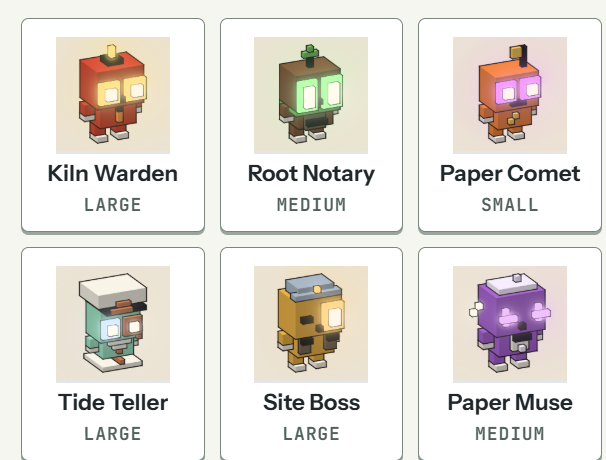 Kiln Warden
LARGE
Root Notary
MEDIUM
Paper Comet
SMALL
Tide Teller
LARGE
Site Boss
LARGE
Paper Muse
MEDIUM